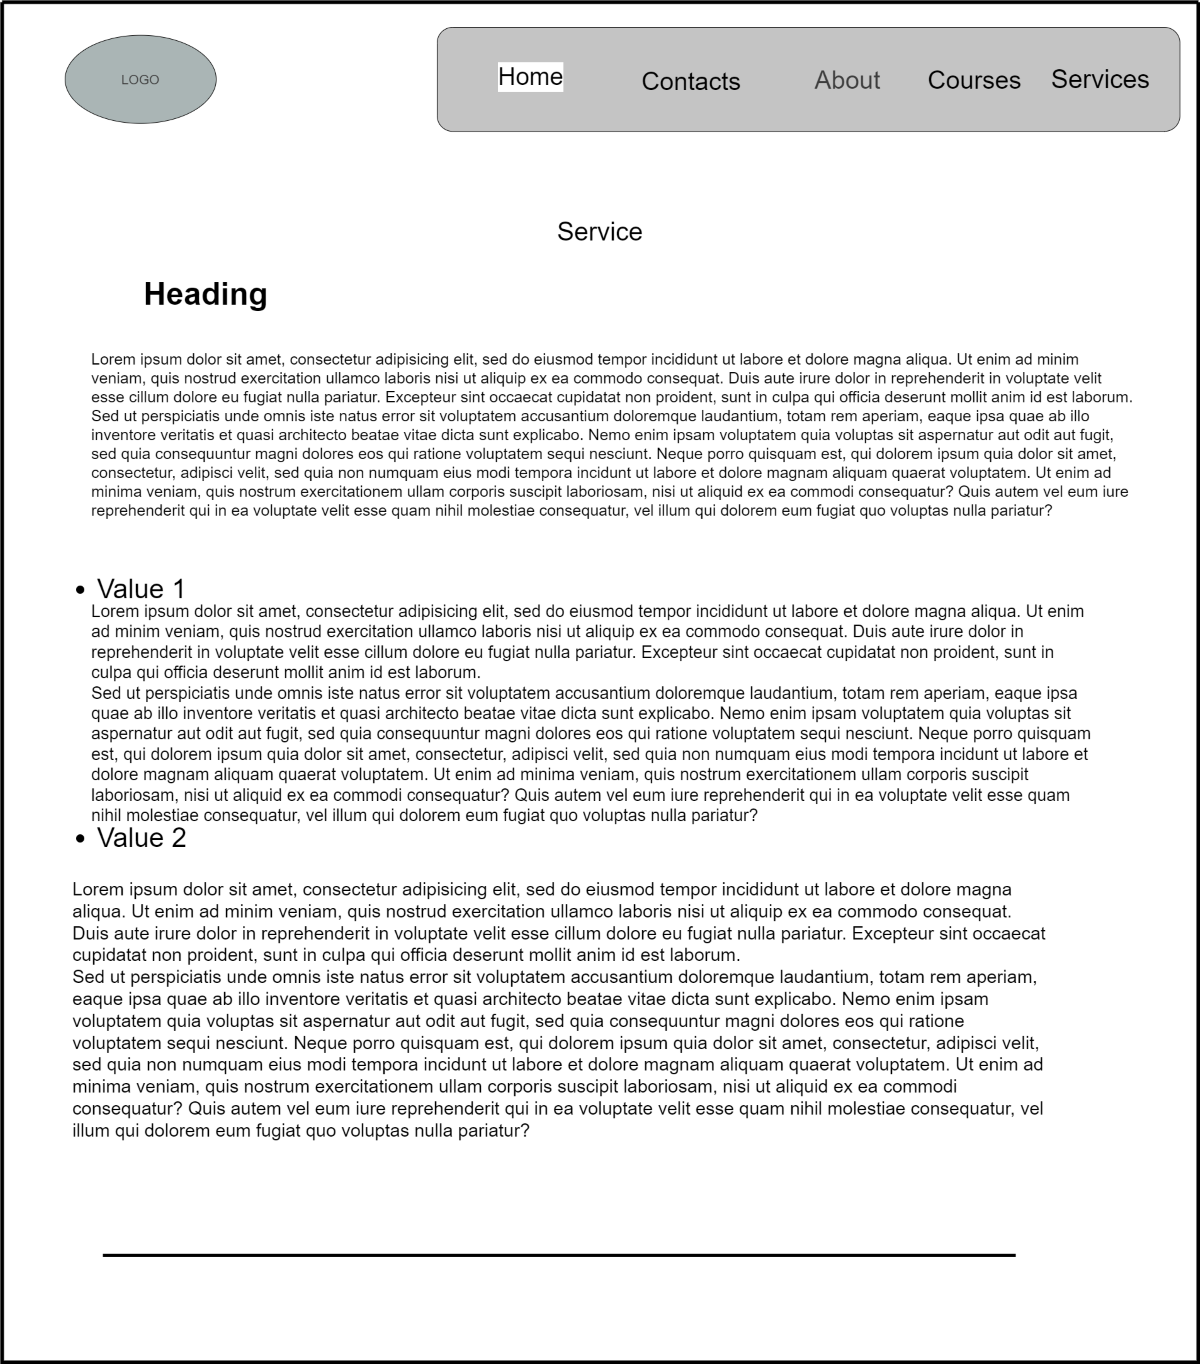 LOGO
Home
Contacts
About
Courses
Services
Service
Heading
Lorem ipsum dolor sit amet, consectetur adipisicing elit, sed do eiusmod tempor incididunt ut labore et dolore magna aliqua. Ut enim ad minim
veniam, quis nostrud exercitation ullamco laboris nisi ut aliquip ex ea commodo consequat. Duis aute irure dolor in reprehenderit in voluptate velit
esse cillum dolore eu fugiat nulla pariatur. Excepteur sint occaecat cupidatat non proident, sunt in culpa qui officia deserunt mollit anim id est laborum.
Sed ut perspiciatis unde omnis iste natus error sit voluptatem accusantium doloremque laudantium, totam rem aperiam, eaque ipsa quae ab illo
inventore veritatis et quasi architecto beatae vitae dicta sunt explicabo. Nemo enim ipsam voluptatem quia voluptas sit aspernatur aut odit aut fugit,
sed quia consequuntur magni dolores eos qui ratione voluptatem sequi nesciunt. Neque porro quisquam est, qui dolorem ipsum quia dolor sit amet,
consectetur, adipisci velit, sed quia non numquam eius modi tempora incidunt ut labore et dolore magnam aliquam quaerat voluptatem. Ut enim ad
minima veniam, quis nostrum exercitationem ullam corporis suscipit laboriosam, nisi ut aliquid ex ea commodi consequatur? Quis autem vel eum iure
reprehenderit qui in ea voluptate velit esse quam nihil molestiae consequatur, vel illum qui dolorem eum fugiat quo voluptas nulla pariatur?
• Value 1
Lorem ipsum dolor sit amet, consectetur adipisicing elit, sed do eiusmod tempor incididunt ut labore et dolore magna aliqua. Ut enim
ad minim veniam, quis nostrud exercitation ullamco laboris nisi ut aliquip ex ea commodo consequat. Duis aute irure dolor in
reprehenderit in voluptate velit esse cillum dolore eu fugiat nulla pariatur. Excepteur sint occaecat cupidatat non proident, sunt in
culpa qui officia deserunt mollit anim id est laborum.
Sed ut perspiciatis unde omnis iste natus error sit voluptatem accusantium doloremque laudantium, totam rem aperiam, eaque ipsa
quae ab illo inventore veritatis et quasi architecto beatae vitae dicta sunt explicabo. Nemo enim ipsam voluptatem quia voluptas sit
aspernatur aut odit aut fugit, sed quia consequuntur magni dolores eos qui ratione voluptatem sequi nesciunt. Neque porro quisquam
est, qui dolorem ipsum quia dolor sit amet, consectetur, adipisci velit, sed quia non numquam eius modi tempora incidunt ut labore et
dolore magnam aliquam quaerat voluptatem. Ut enim ad minima veniam, quis nostrum exercitationem ullam corporis suscipit
laboriosam, nisi ut aliquid ex ea commodi consequatur? Quis autem vel eum iure reprehenderit qui in ea voluptate velit esse quam
nihil molestiae consequatur, vel illum qui dolorem eum fugiat quo voluptas nulla pariatur?
• Value 2
Lorem ipsum dolor sit amet, consectetur adipisicing elit, sed do eiusmod tempor incididunt ut labore et dolore magna
aliqua. Ut enim ad minim veniam, quis nostrud exercitation ullamco laboris nisi ut aliquip ex ea commodo consequat.
Duis aute irure dolor in reprehenderit in voluptate velit esse cillum dolore eu fugiat nulla pariatur. Excepteur sint occaecat
cupidatat non proident, sunt in culpa qui officia deserunt mollit anim id est laborum.
Sed ut perspiciatis unde omnis iste natus error sit voluptatem accusantium doloremque laudantium, totam rem aperiam,
eaque ipsa quae ab illo inventore veritatis et quasi architecto beatae vitae dicta sunt explicabo. Nemo enim ipsam
voluptatem quia voluptas sit aspernatur aut odit aut fugit, sed quia consequuntur magni dolores eos qui ratione
voluptatem sequi nesciunt. Neque porro quisquam est, qui dolorem ipsum quia dolor sit amet, consectetur, adipisci velit,
sed quia non numquam eius modi tempora incidunt ut labore et dolore magnam aliquam quaerat voluptatem. Ut enim ad
minima veniam, quis nostrum exercitationem ullam corporis suscipit laboriosam, nisi ut aliquid ex ea commodi
consequatur? Quis autem vel eum iure reprehenderit qui in ea voluptate velit esse quam nihil molestiae consequatur, vel
illum qui dolorem eum fugiat quo voluptas nulla pariatur?